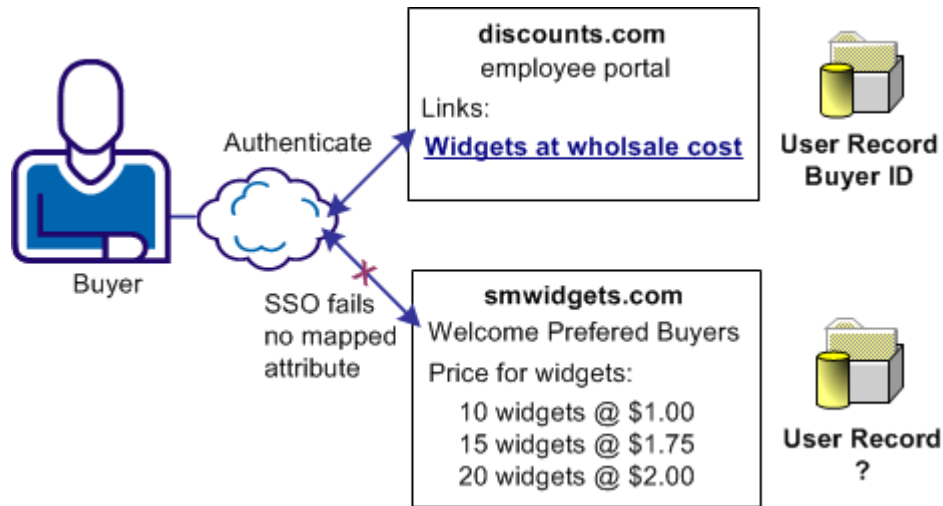 discounts.com
employee portal
Links:
Widgets at wholsale cost
User Record
Buyer ID
Authenticate
Buyer
SSO fails
no mapped
attribute
smwidgets.com
Welcome Prefered Buyers
Price for widgets:
10 widgets @ $1.00
15 widgets @ $1.75
20 widgets @ $2.00
User Record
?